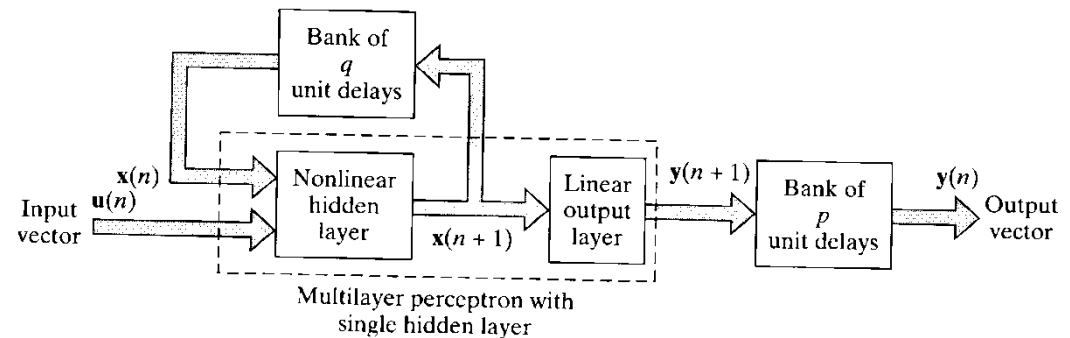 Bank of
q
unit delays
x(n)
u(n)
Input
vector
Nonlinear
hidden
layer
x(n + 1)
Linear
output
layer
y(n + 1)
Bank of
p
unit delays
y(n)
Output
vector
Multilayer perceptron with
single hidden layer